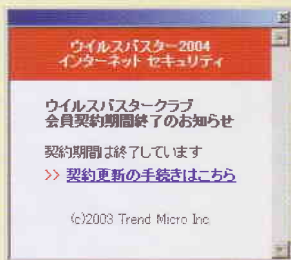 ウイルスバスター2004
インターネット セキュリティ
ウイルスバスタークラブ
会員契約期間終了のお知らせ
契約期間は終了しています
>> 契約更新の手続きはこちら
(c)2003 Trend Micro Inc.